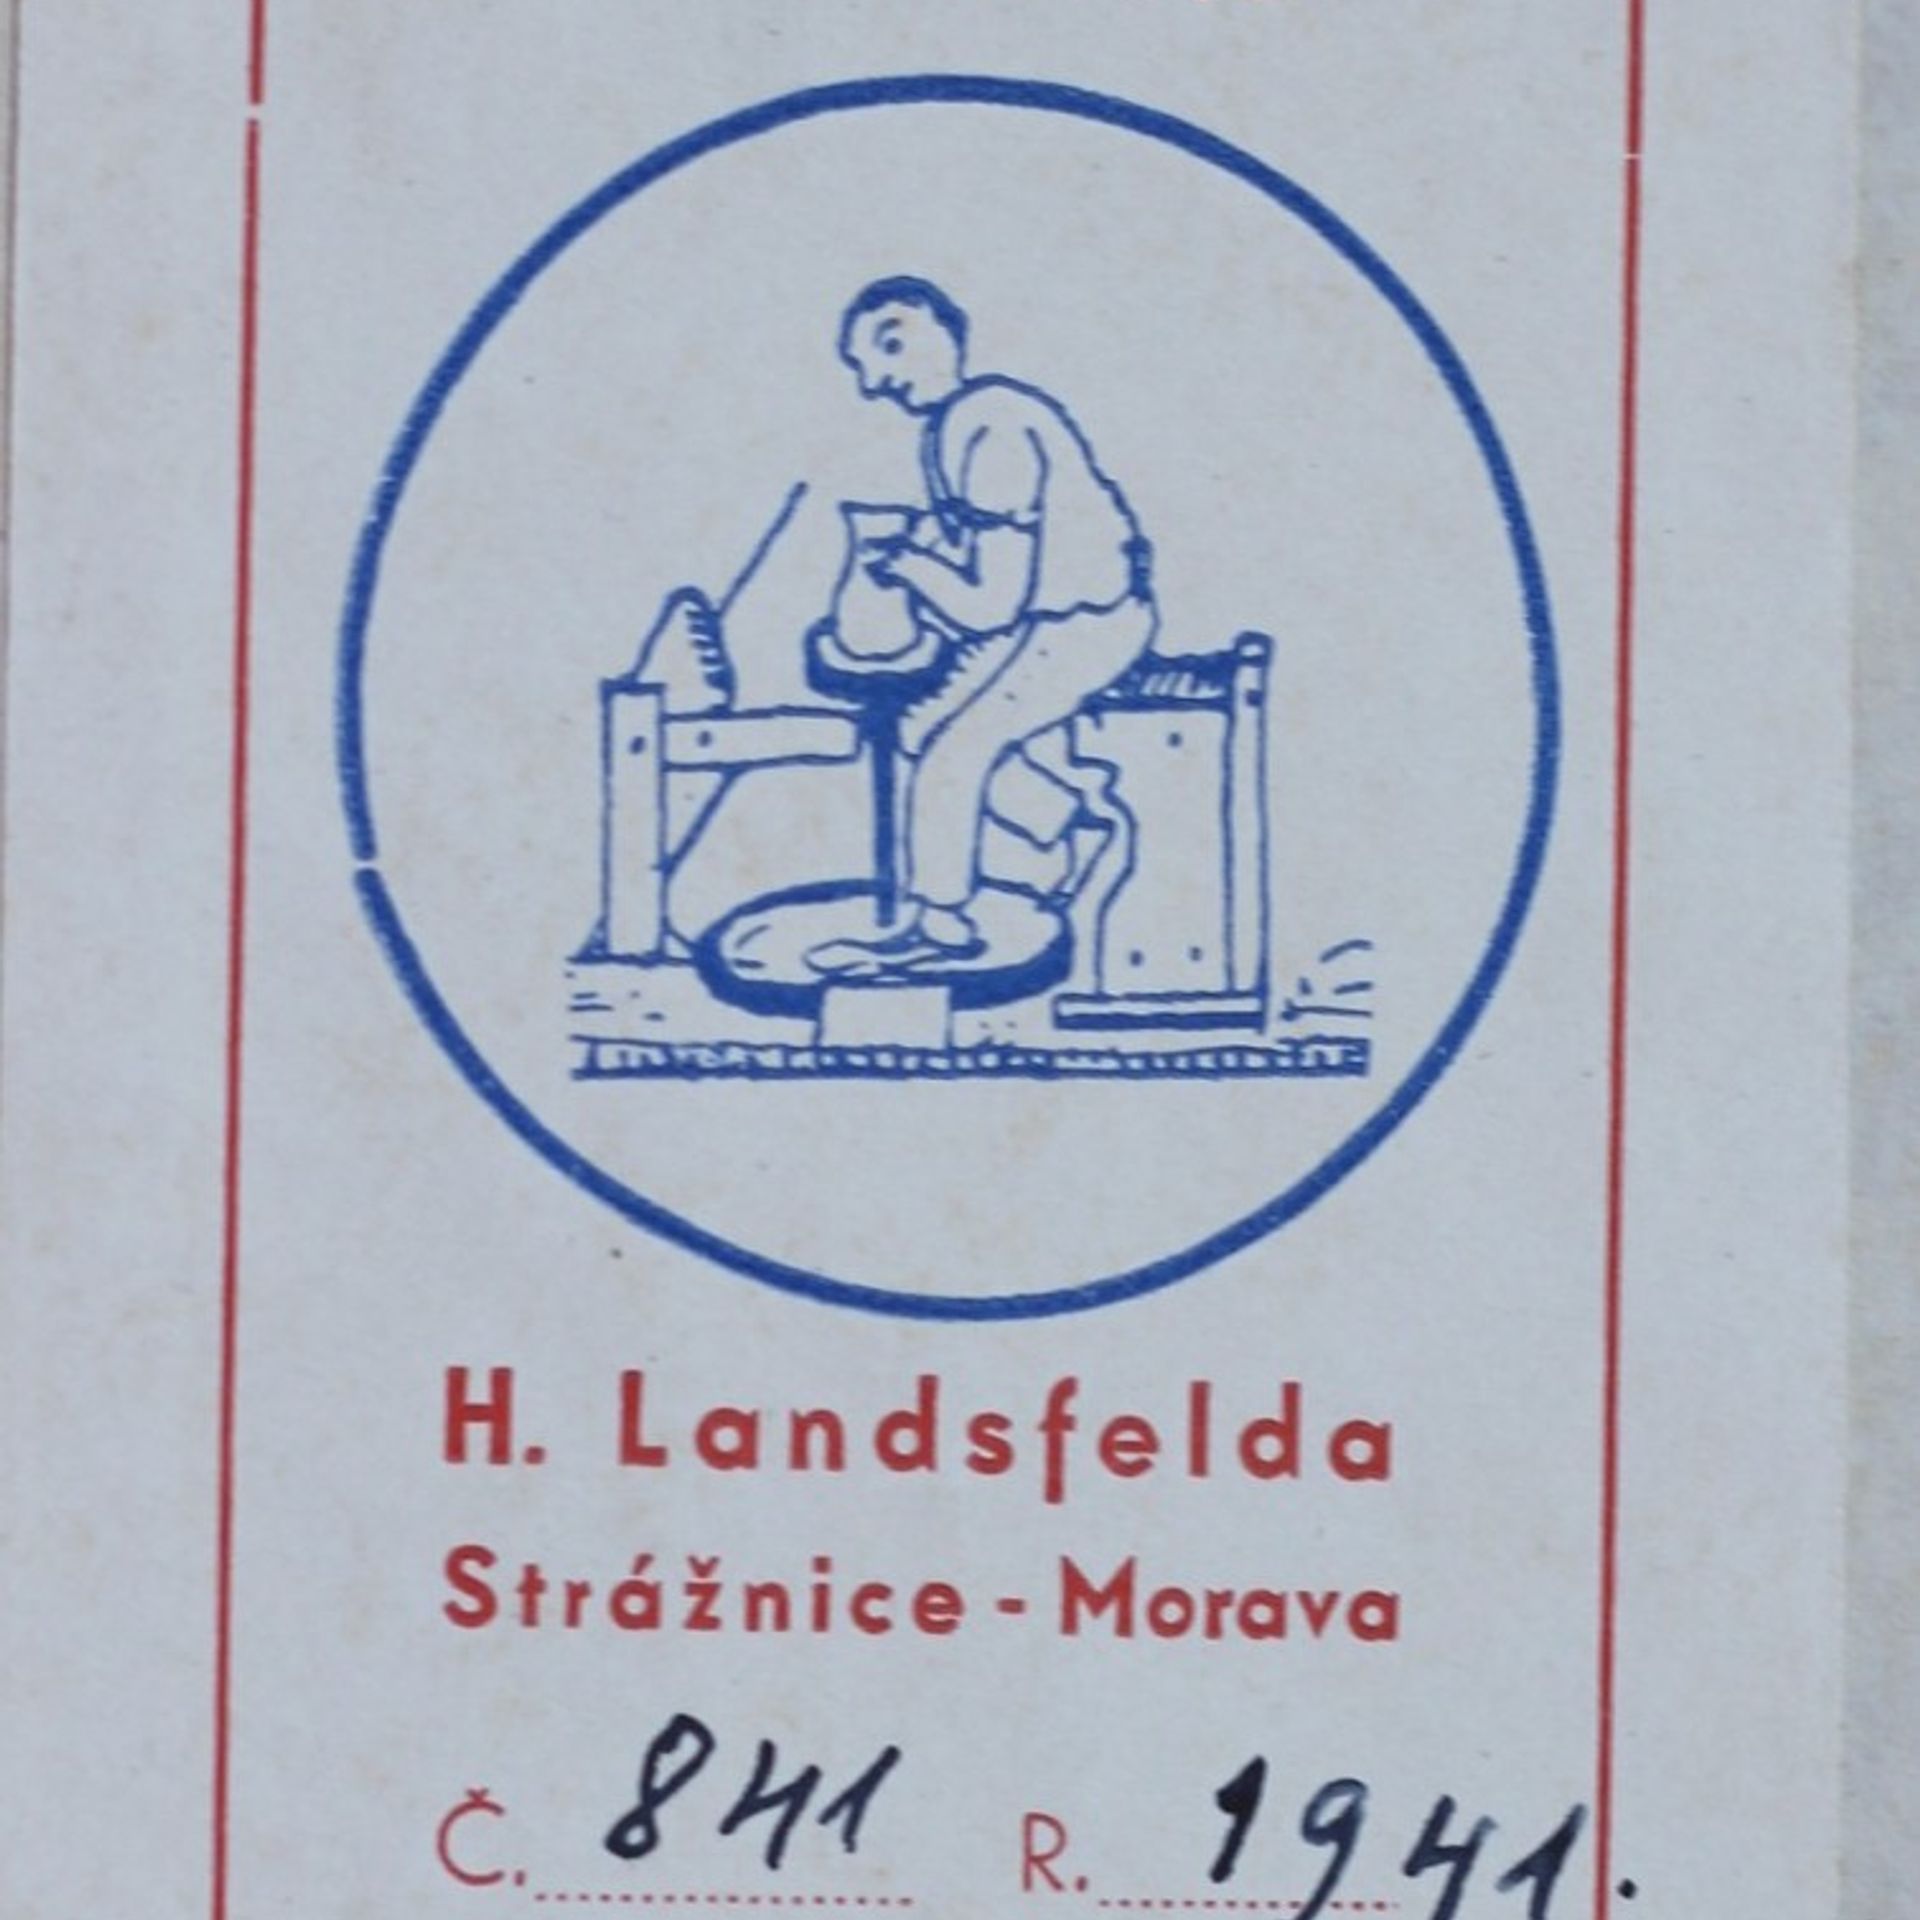 H. Landsfelda
Strážnice - Morava
Č. 841 R. 1941.